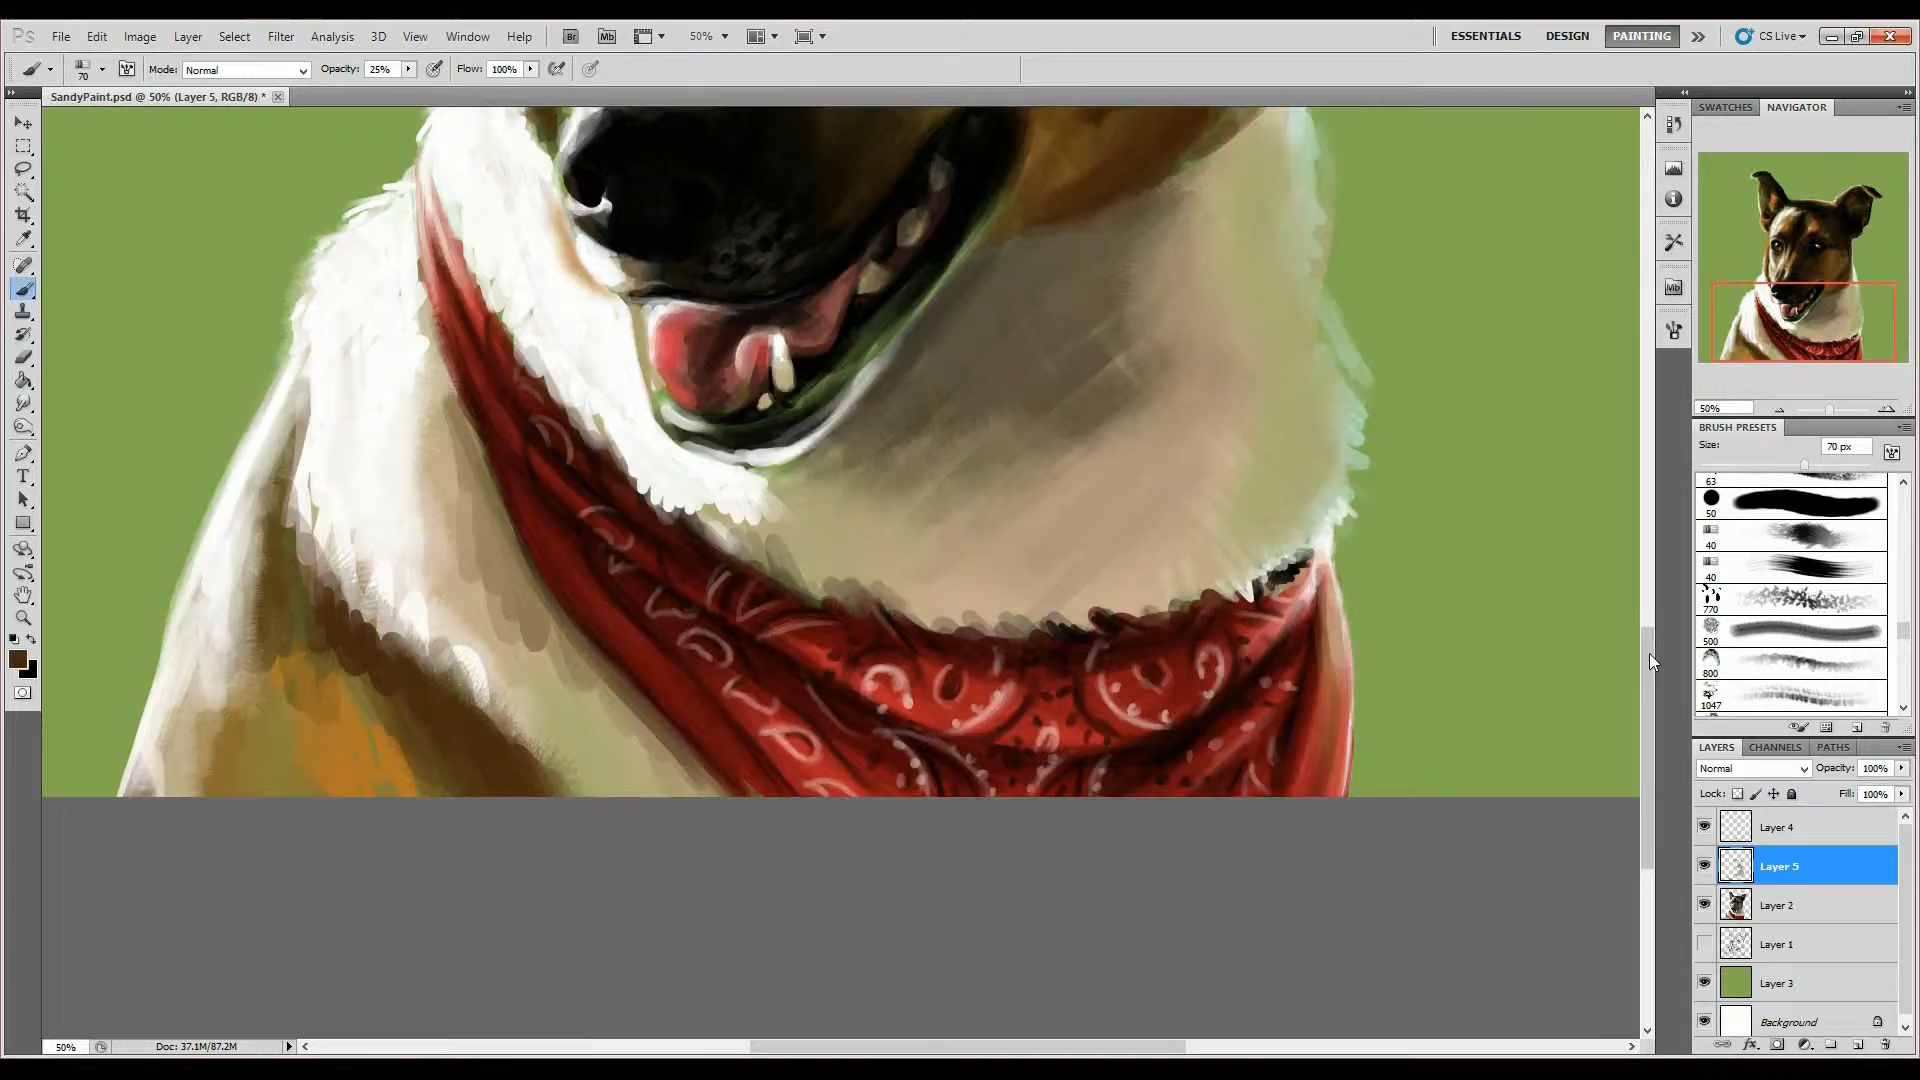 Ps File Edit Image Layer Select Filter Analysis 3D View Window Help Br Mb 50% ESSENTIALS DESIGN PAINTING CS Live
70 Mode: Normal Opacity: 25% Flow: 100%
SandyPaint.psd @ 50% (Layer 5, RGB/8) *
SWATCHES NAVIGATOR
Mb
50%
BRUSH PRESETS
Size: 70 px
63
50
40
40
770
500
800
1047
LAYERS CHANNELS PATHS
Normal Opacity: 100%
Lock: Fill: 100%
Layer 4
Layer 5
Layer 2
Layer 1
Layer 3
Background
50% Doc: 37.1M/87.2M